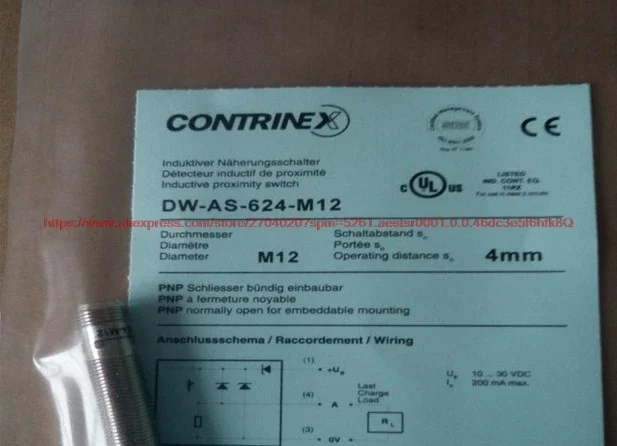 CONTRINEX
CE
Induktiver Näherungsschalter
Détecteur inductif de proximité
Inductive proximity switch
c UL us
LISTED
IND. CONT. EQ.
DW-AS-624-M12
Durchmesser
Diamètre
Diameter
M12
Schaltabstand sn
Portée sn
Operating distance sn
4mm
PNP Schliesser bündig einbaubar
PNP à fermeture noyable
PNP normally open for embeddable mounting
Anschlussschema / Raccordement / Wiring
(1)
+UB
UB 10 ... 30 VDC
200 mA max.
(4)
A
Last
Charge
Load
RL
(3)
0V
-M12